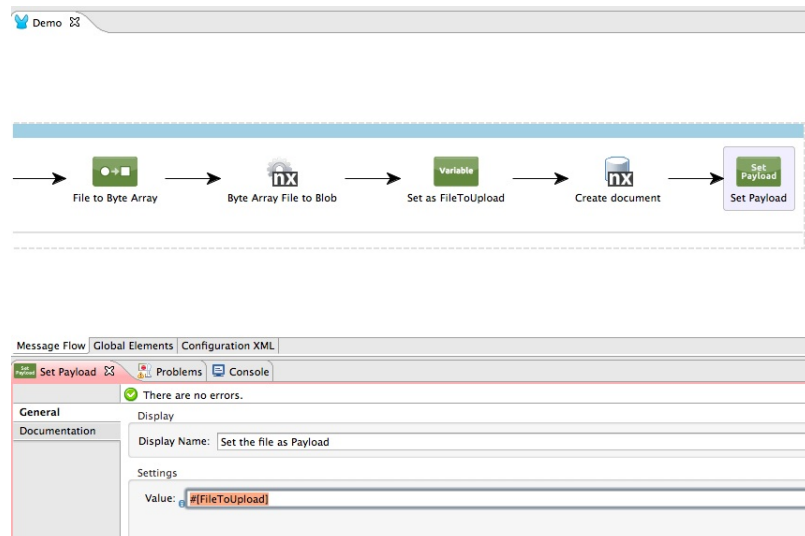 Demo
Set
Payload
Variable
nx
nx
File to Byte Array
Byte Array File to Blob
Set as FileToUpload
Create document
Set Payload
Message Flow
Global Elements
Configuration XML
Set Payload
Problems
Console
There are no errors.
General
Display
Documentation
Display Name: Set the file as Payload
Settings
Value: #[FileToUpload]